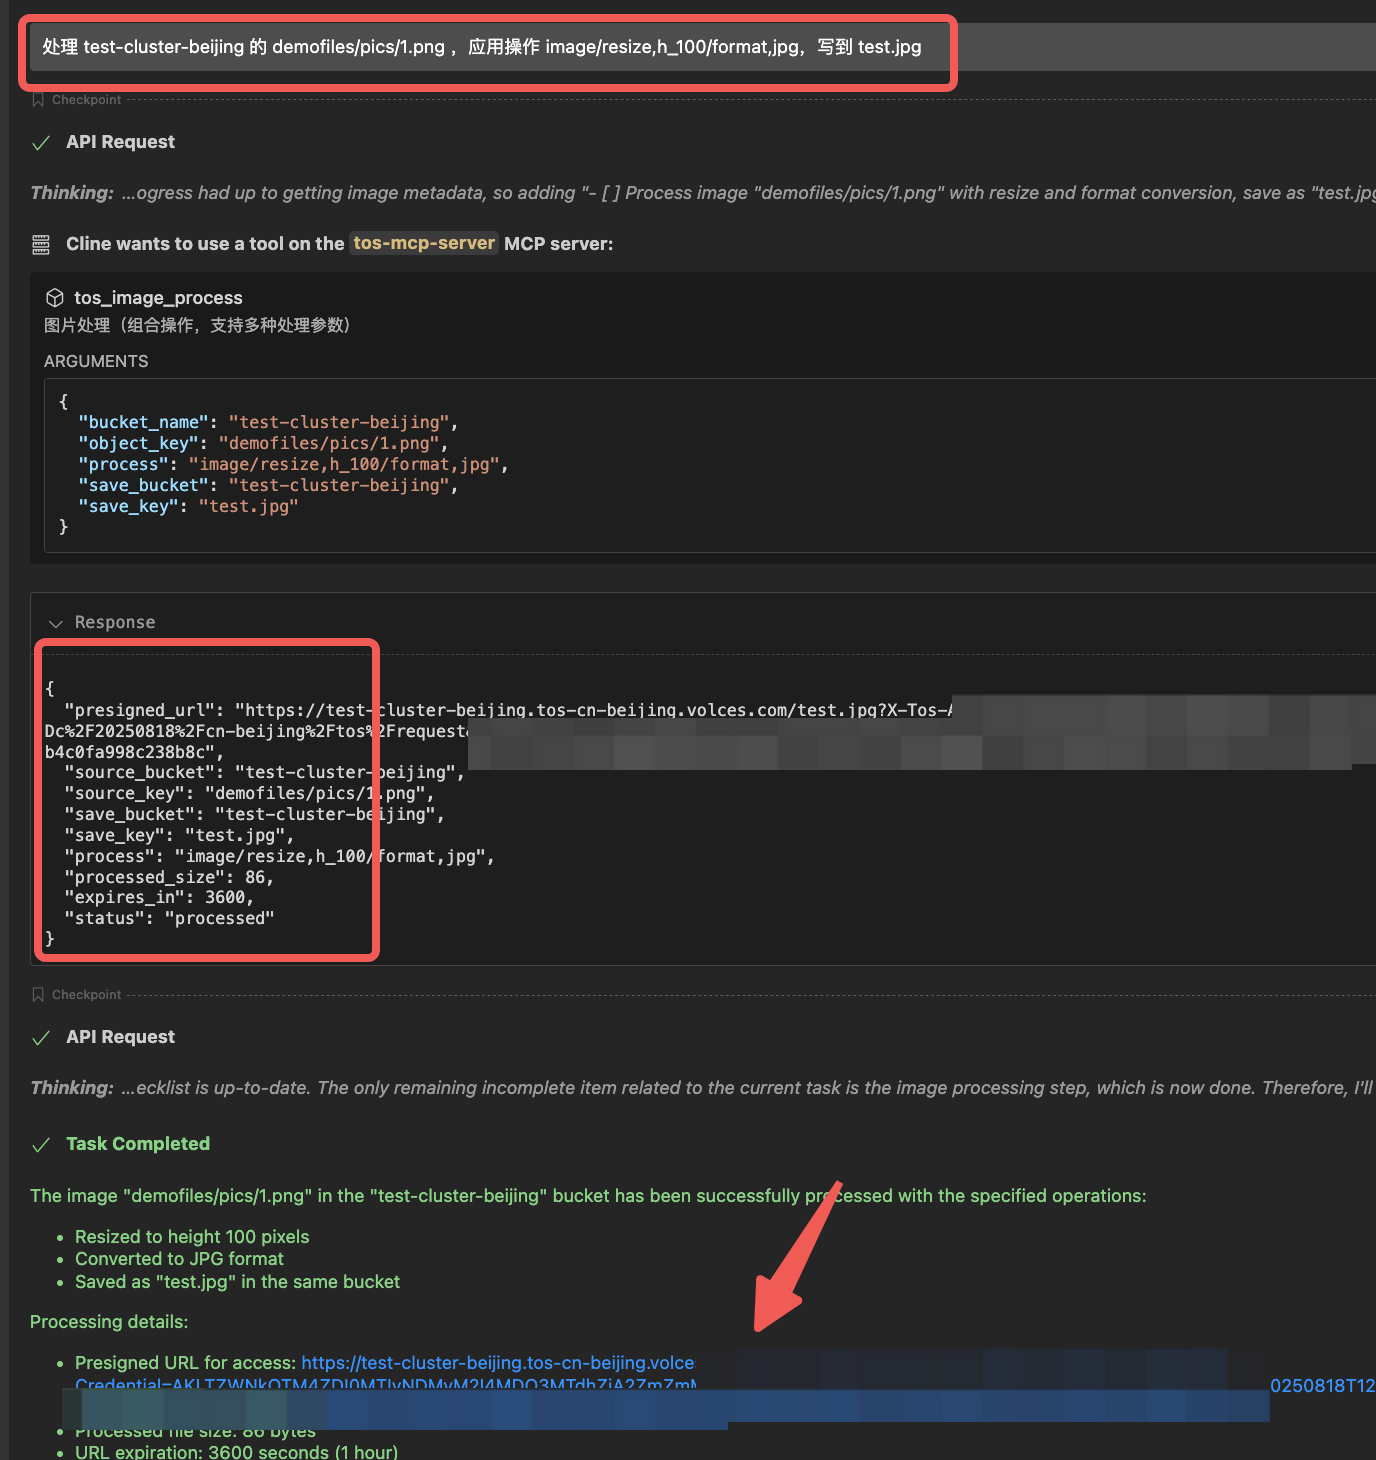 处理 test-cluster-beijing 的 demofiles/pics/1.png ，应用操作 image/resize,h_100/format,jpg，写到 test.jpg
Checkpoint
API Request
Thinking: ...ogress had up to getting image metadata, so adding "- [ ] Process image "demofiles/pics/1.png" with resize and format conversion, save as "test.jpg
Cline wants to use a tool on the tos-mcp-server MCP server:
tos_image_process
图片处理（组合操作，支持多种处理参数）
ARGUMENTS
{
"bucket_name": "test-cluster-beijing",
"object_key": "demofiles/pics/1.png",
"process": "image/resize,h_100/format,jpg",
"save_bucket": "test-cluster-beijing",
"save_key": "test.jpg"
}
Response
{
"presigned_url": "https://test-cluster-beijing.tos-cn-beijing.volces.com/test.jpg?X-Tos-A
Dc%2F20250818%2Fcn-beijing%2Ftos%2Frequest
b4c0fa998c238b8c",
"source_bucket": "test-cluster-beijing",
"source_key": "demofiles/pics/1.png",
"save_bucket": "test-cluster-beijing",
"save_key": "test.jpg",
"process": "image/resize,h_100/format,jpg",
"processed_size": 86,
"expires_in": 3600,
"status": "processed"
}
Checkpoint
API Request
Thinking: ...ecklist is up-to-date. The only remaining incomplete item related to the current task is the image processing step, which is now done. Therefore, I'll
Task Completed
The image "demofiles/pics/1.png" in the "test-cluster-beijing" bucket has been successfully processed with the specified operations:
• Resized to height 100 pixels
• Converted to JPG format
• Saved as "test.jpg" in the same bucket
Processing details:
• Presigned URL for access: https://test-cluster-beijing.tos-cn-beijing.volce
0250818T12
• Processed file size: 86 bytes
• URL expiration: 3600 seconds (1 hour)